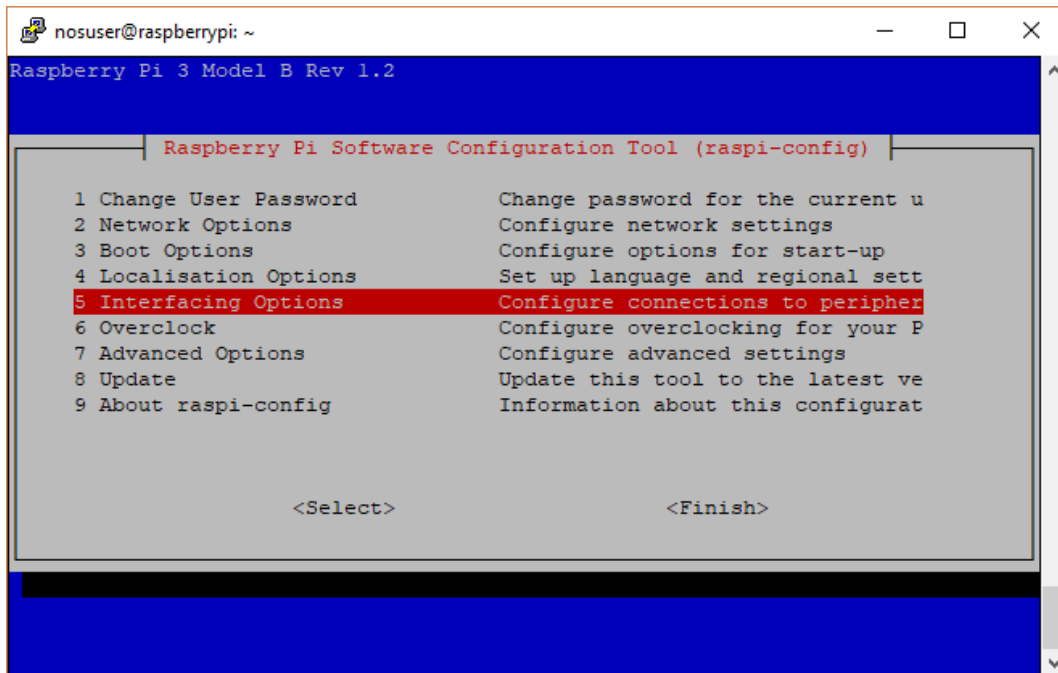 nosuser@raspberrypi: ~
Raspberry Pi 3 Model B Rev 1.2
Raspberry Pi Software Configuration Tool (raspi-config)
1 Change User Password Change password for the current u
2 Network Options Configure network settings
3 Boot Options Configure options for start-up
4 Localisation Options Set up language and regional sett
5 Interfacing Options Configure connections to peripher
6 Overclock Configure overclocking for your P
7 Advanced Options Configure advanced settings
8 Update Update this tool to the latest ve
9 About raspi-config Information about this configurat
<Select> <Finish>